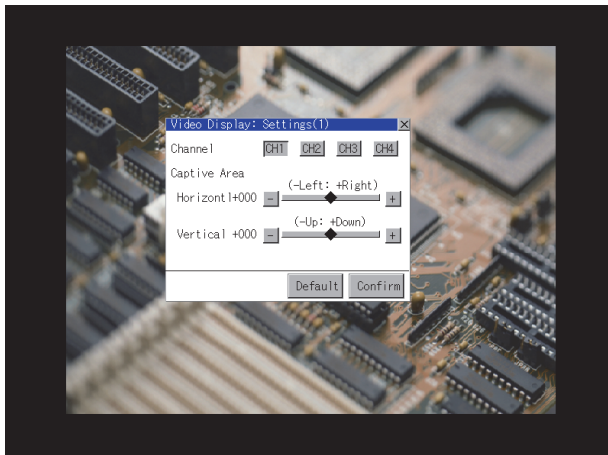 Video Display: Settings(1) ×
Channel CH1 CH2 CH3 CH4
Captive Area
(-Left: +Right)
Horizontl+000 - +
(-Up: +Down)
Vertical +000 - +
Default Confirm